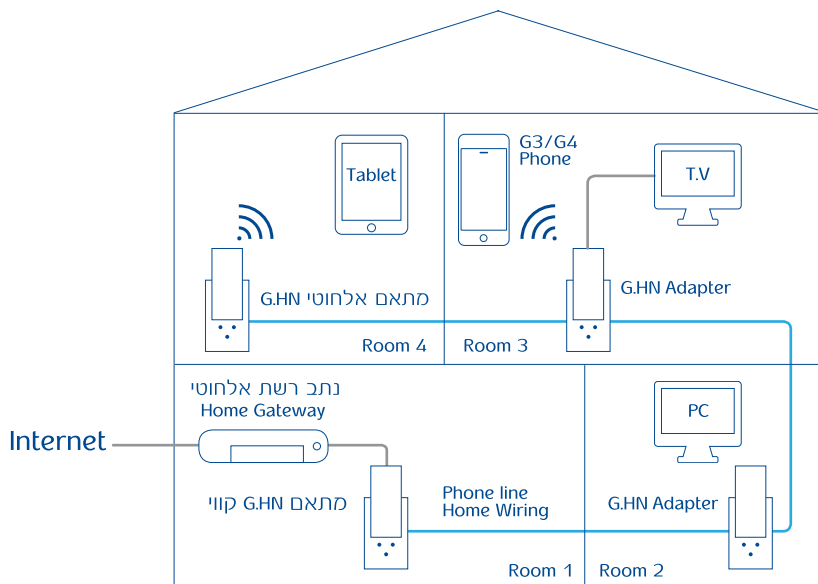 Tablet
G3/G4
Phone
T.V
מתאם אלחוטי G.HN
G.HN Adapter
Room 4
Room 3
נתב רשת אלחוטי
Home Gateway
Internet
PC
מתאם G.HN קווי
Phone line
Home Wiring
G.HN Adapter
Room 1
Room 2